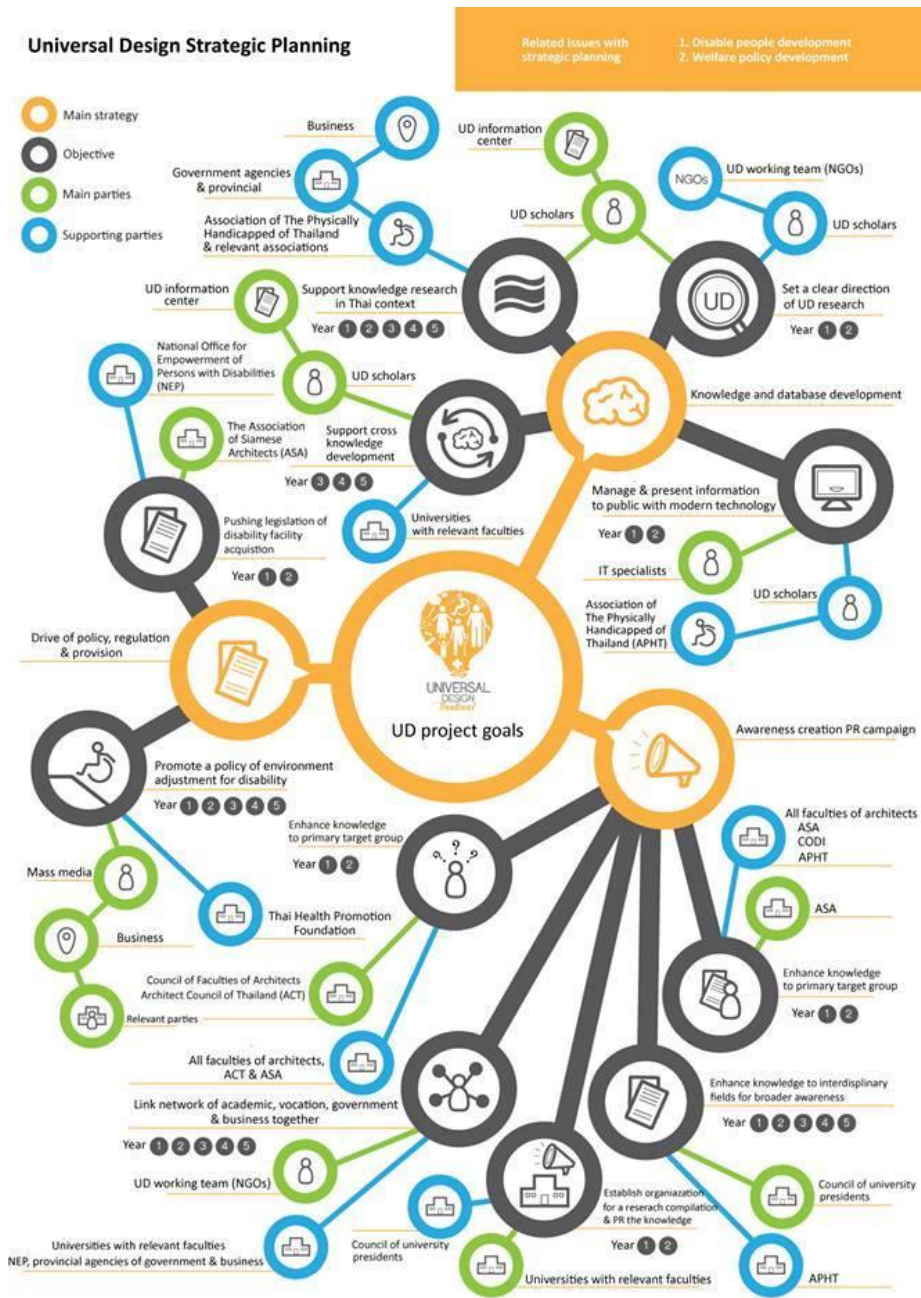 Universal Design Strategic Planning
Related issues with
strategic planning
1. Disable people development
2. Welfare policy development
Main strategy
Objective
Main parties
Supporting parties
Business
Government agencies
& provincial
Association of The Physically
Handicapped of Thailand
& relevant associations
UD information
center
UD scholars
NGOs
UD working team (NGOs)
UD scholars
UD
Set a clear direction
of UD research
Year 1 2
UD information
center
Support knowledge research
in Thai context
Year 1 2 3 4 5
National Office for
Empowerment of
Persons with Disabilities
(NEP)
UD scholars
Knowledge and database development
The Association
of Siamese
Architects (ASA)
Support cross
knowledge
development
Year 3 4 5
Universities
with relevant faculties
Manage & present information
to public with modern technology
Year 1 2
IT specialists
UD scholars
Association of
The Physically
Handicapped of
Thailand (APHT)
Pushing legislation of
disability facility
acquistion
Year 1 2
Drive of policy, regulation
& provision
UNIVERSAL
DESIGN
UD project goals
Awareness creation PR campaign
Promote a policy of environment
adjustment for disability
Year 1 2 3 4 5
Mass media
Business
Relevant parties
Thai Health Promotion
Foundation
Enhance knowledge
to primary target group
Year 1 2
? ? ?
Council of Faculties of Architects
Architect Council of Thailand (ACT)
All faculties of architects,
ACT & ASA
All faculties of architects
ASA
CODI
APHT
ASA
Enhance knowledge
to primary target group
Year 1 2
Link network of academic, vocation, government
& business together
Year 1 2 3 4 5
UD working team (NGOs)
Universities with relevant faculties
NEP, provincial agencies of government & business
Enhance knowledge to interdisplinary
fields for broader awareness
Year 1 2 3 4 5
Council of university
presidents
APHT
Establish organiazation
for a reserach compilation
& PR the knowledge
Year 1 2
Council of university
presidents
Universities with relevant faculties